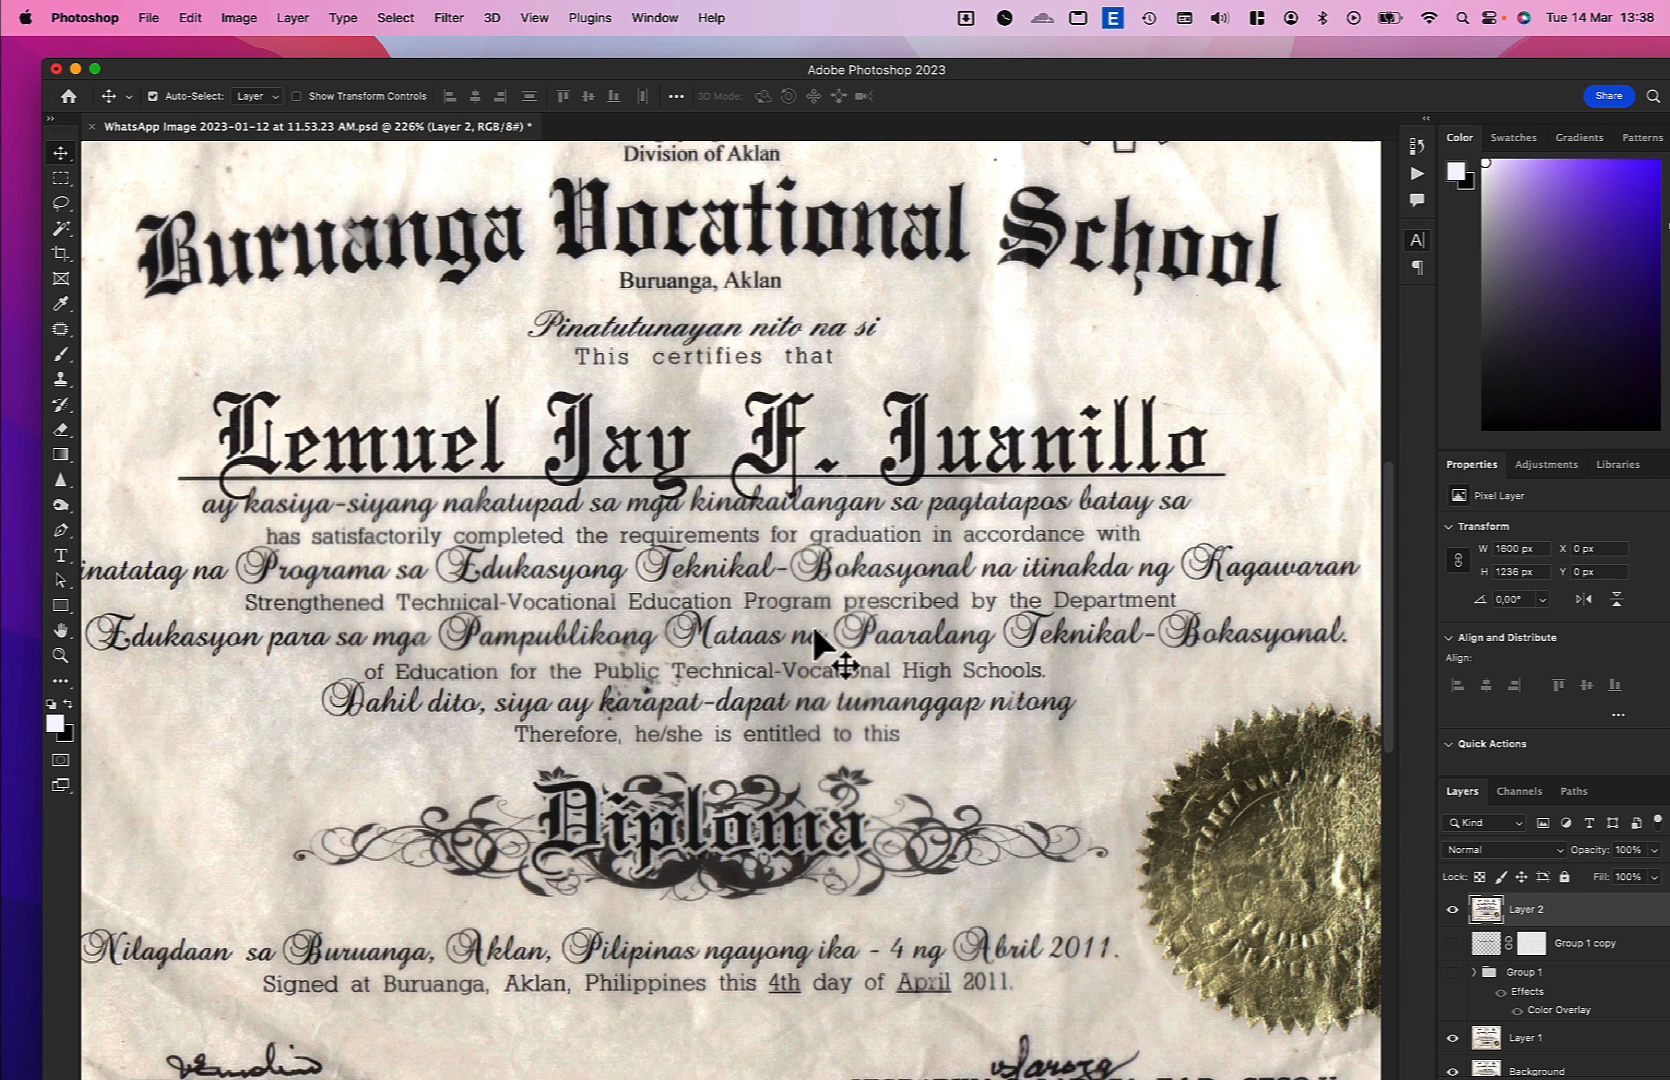 Photoshop File Edit Image Layer Type Select Filter 3D View Plugins Window Help E Tue 14 Mar 13:38
Adobe Photoshop 2023
Auto-Select: Layer Show Transform Controls 3D Mode: Share
WhatsApp Image 2023-01-12 at 11.53.23 AM.psd @ 226% (Layer 2, RGB/8#) *
Division of Aklan
Buruanga Vocational School
Buruanga, Aklan
Pinatutunayan nito na si
This certifies that
Lemuel Jay F. Juanillo
ay kasiya-siyang nakatupad sa mga kinakailangan sa pagtatapos batay sa
has satisfactorily completed the requirements for graduation in accordance with
inatatag na Programa sa Edukasyong Teknikal-Bokasyonal na itinakda ng Kagawaran
Strengthened Technical-Vocational Education Program prescribed by the Department
Edukasyon para sa mga Pampublikong Mataas na Paaralang Teknikal-Bokasyonal.
of Education for the Public Technical-Vocational High Schools.
Dahil dito, siya ay karapat-dapat na tumanggap nitong
Therefore, he/she is entitled to this
Diploma
Nilagdaan sa Buruanga, Aklan, Pilipinas ngayong ika - 4 ng Abril 2011.
Signed at Buruanga, Aklan, Philippines this 4th day of April 2011.
Color Swatches Gradients Patterns
Properties Adjustments Libraries
Pixel Layer
Transform
W 1600 px X 0 px
H 1236 px Y 0 px
0,00°
Align and Distribute
Align:
Quick Actions
Layers Channels Paths
Kind
Normal Opacity: 100%
Lock: Fill: 100%
Layer 2
Group 1 copy
Group 1
Effects
Color Overlay
Layer 1
Background